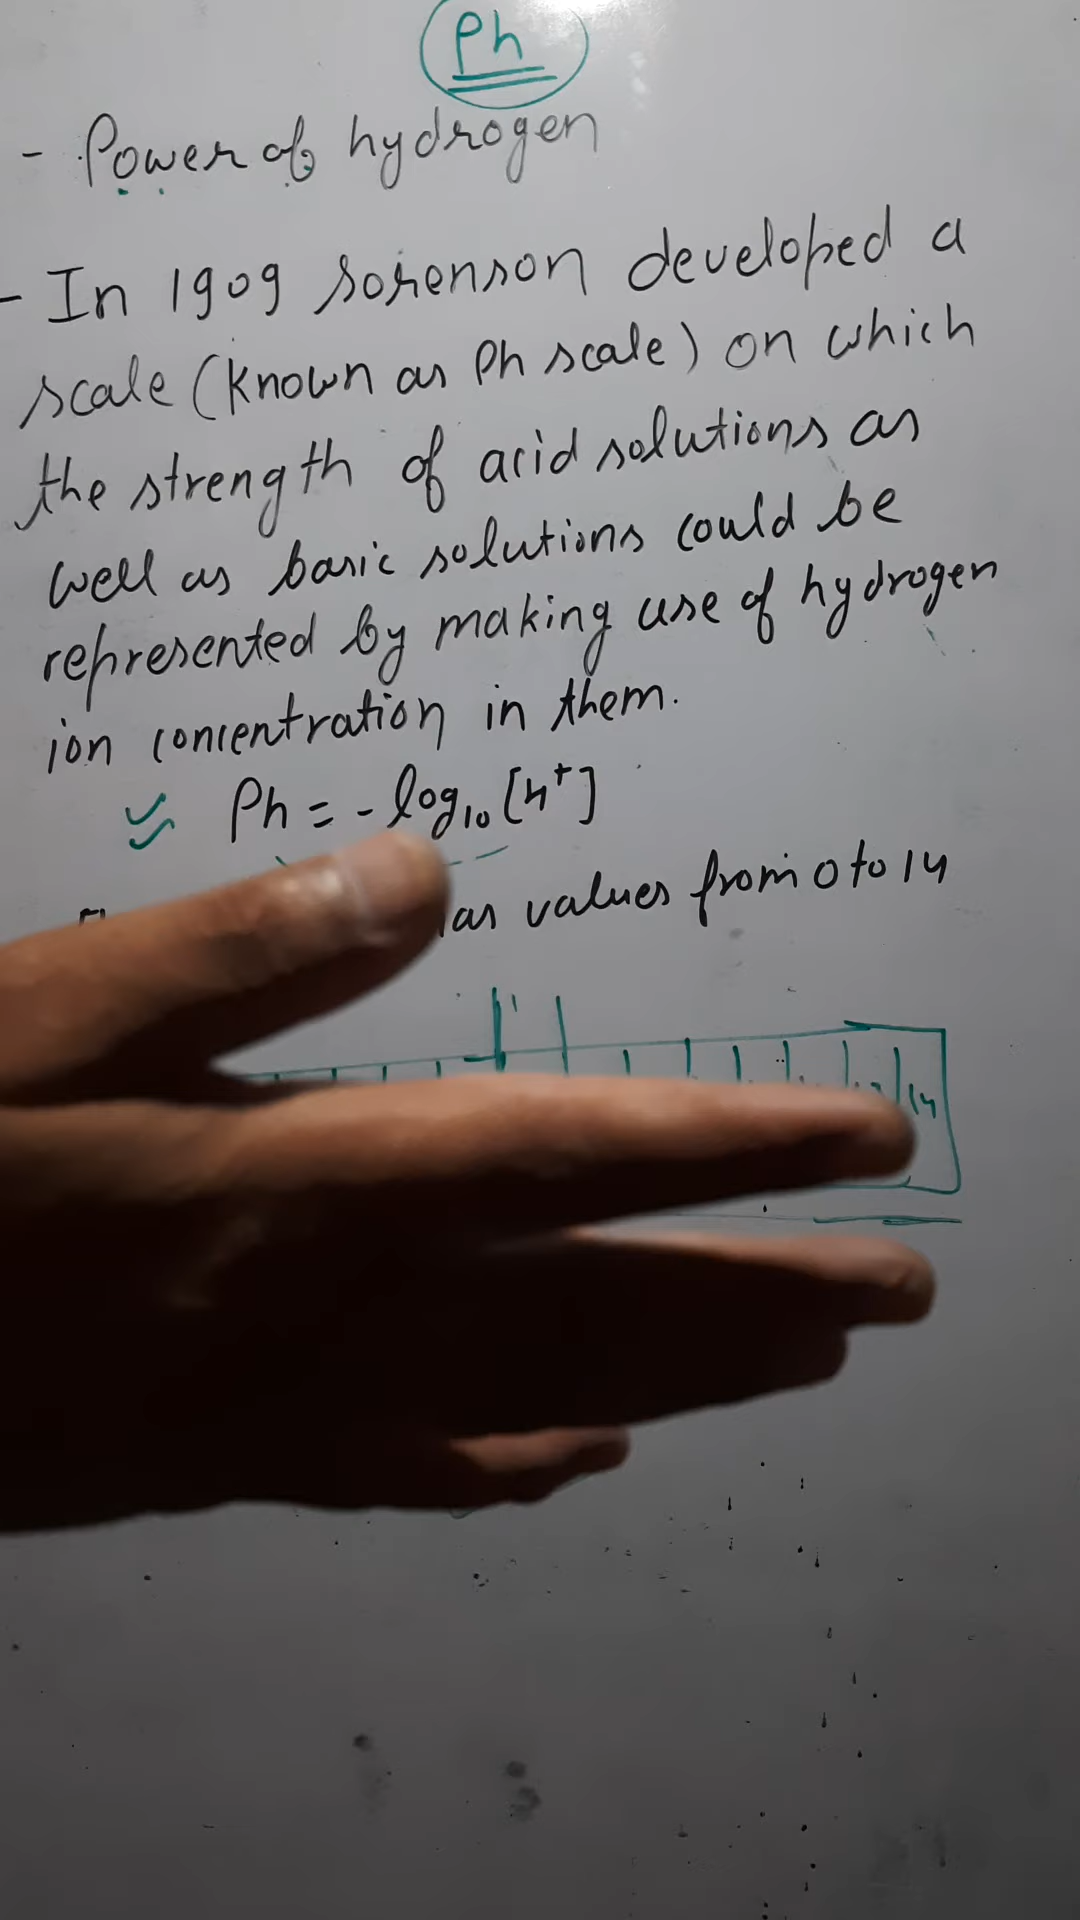 Ph
- Power of hydrogen
- In 1909 sorenson developed a
scale (known as Ph scale) on which
the strength of acid solutions as
well as basic solutions could be
represented by making use of hydrogen
ion concentration in them.
Ph = - log₁₀ [H⁺]
values from 0 to 14
14